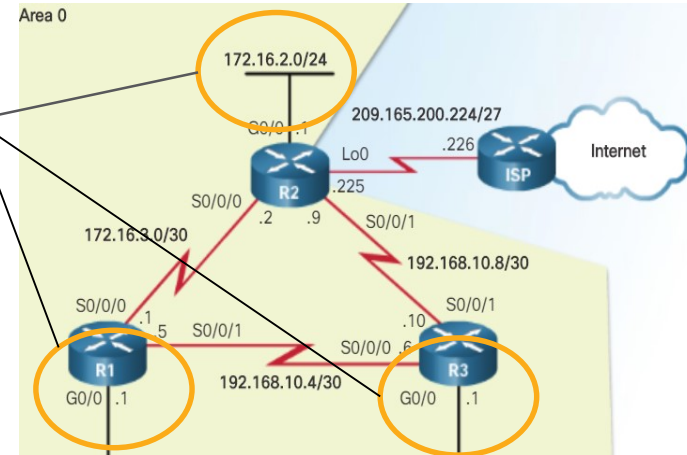 Area 0
172.16.2.0/24
G0/0 .1
209.165.200.224/27
.226
Internet
Lo0
ISP
.225
R2
S0/0/0
.2
.9
S0/0/1
172.16.3.0/30
192.168.10.8/30
S0/0/0
.1
S0/0/1
.10
.5
S0/0/1
S0/0/0
.6
R1
R3
192.168.10.4/30
G0/0 .1
G0/0 .1